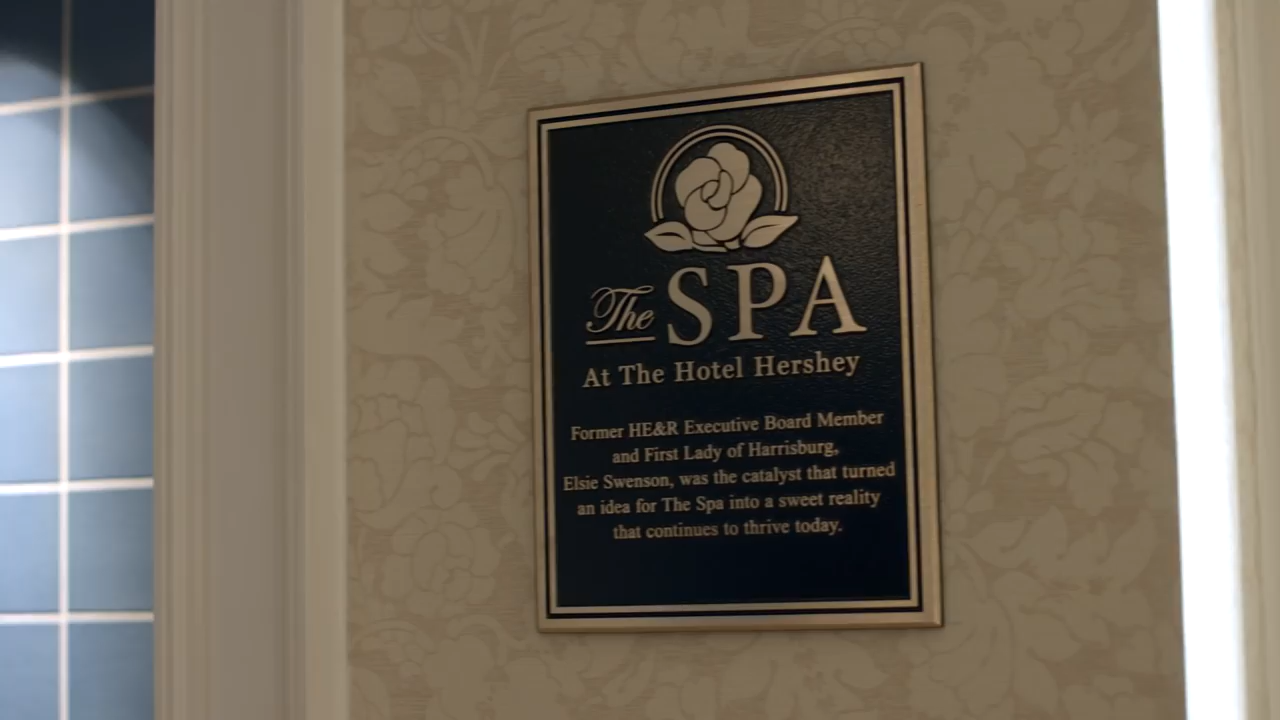 The SPA
At The Hotel Hershey
Former HE&R Executive Board Member
and First Lady of Harrisburg,
Elsie Swenson, was the catalyst that turned
an idea for The Spa into a sweet reality
that continues to thrive today.